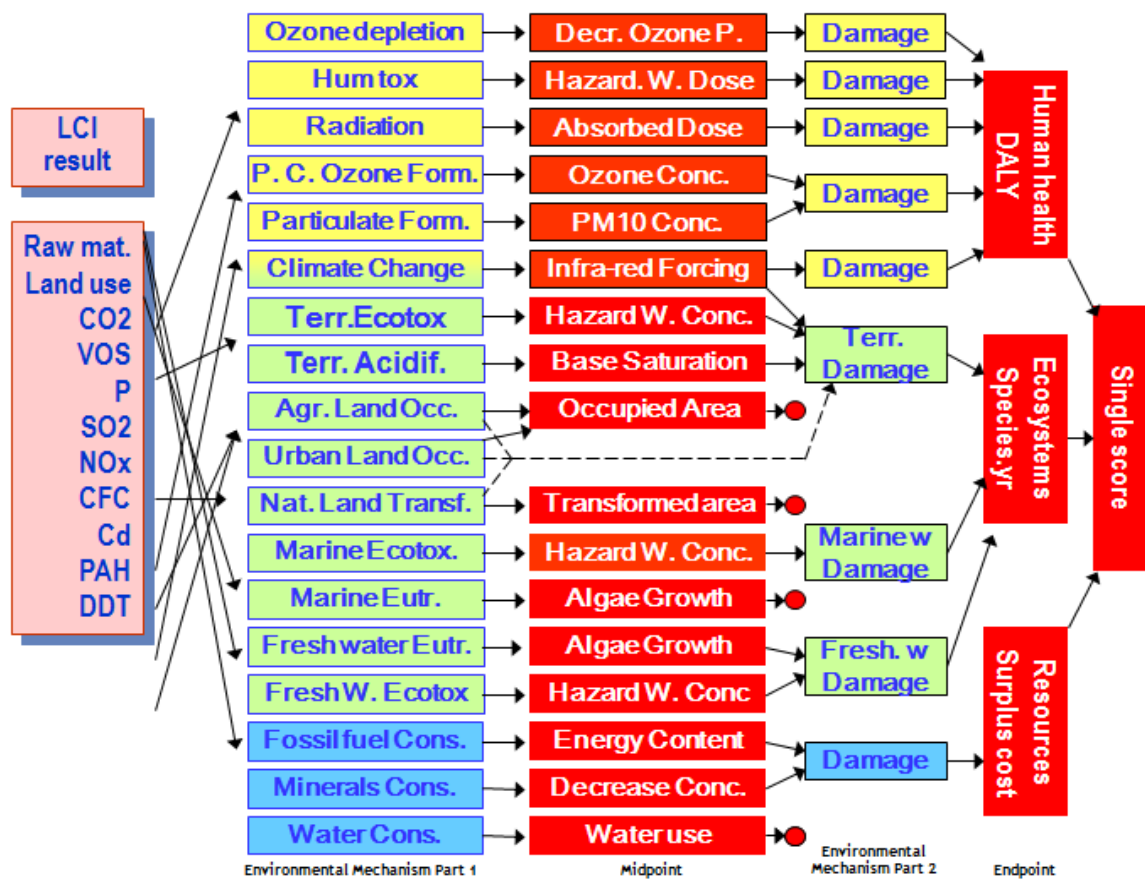 LCI
result
Raw mat.
Land use
CO2
VOS
P
SO2
NOx
CFC
Cd
PAH
DDT
Ozone depletion
Hum tox
Radiation
P. C. Ozone Form.
Particulate Form.
Climate Change
Terr.Ecotox
Terr. Acidif.
Agr. Land Occ.
Urban Land Occ.
Nat. Land Transf.
Marine Ecotox.
Marine Eutr.
Fresh water Eutr.
Fresh W. Ecotox
Fossil fuel Cons.
Minerals Cons.
Water Cons.
Environmental Mechanism Part 1
Decr. Ozone P.
Hazard. W. Dose
Absorbed Dose
Ozone Conc.
PM10 Conc.
Infra-red Forcing
Hazard W. Conc.
Base Saturation
Occupied Area
Transformed area
Hazard W. Conc.
Algae Growth
Algae Growth
Hazard W. Conc
Energy Content
Decrease Conc.
Water use
Midpoint
Damage
Damage
Damage
Damage
Damage
Terr.
Damage
Marine w
Damage
Fresh. w
Damage
Damage
Environmental
Mechanism Part 2
Human health
DALY
Ecosystems
Species.yr
Resources
Surplus cost
Endpoint
Single score